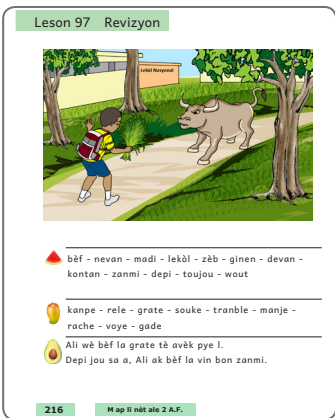 Leson 97 Revizyon
Lekòl Nasyonal
bèf - nevan - madi - lekòl - zèb - ginen - devan -
kontan - zanmi - depi - toujou - wout
kanpe - rele - grate - souke - tranble - manje -
rache - voye - gade
Ali wè bèf la grate tè avèk pye l.
Depi jou sa a, Ali ak bèf la vin bon zanmi.
216 M ap li nèt ale 2 A.F.